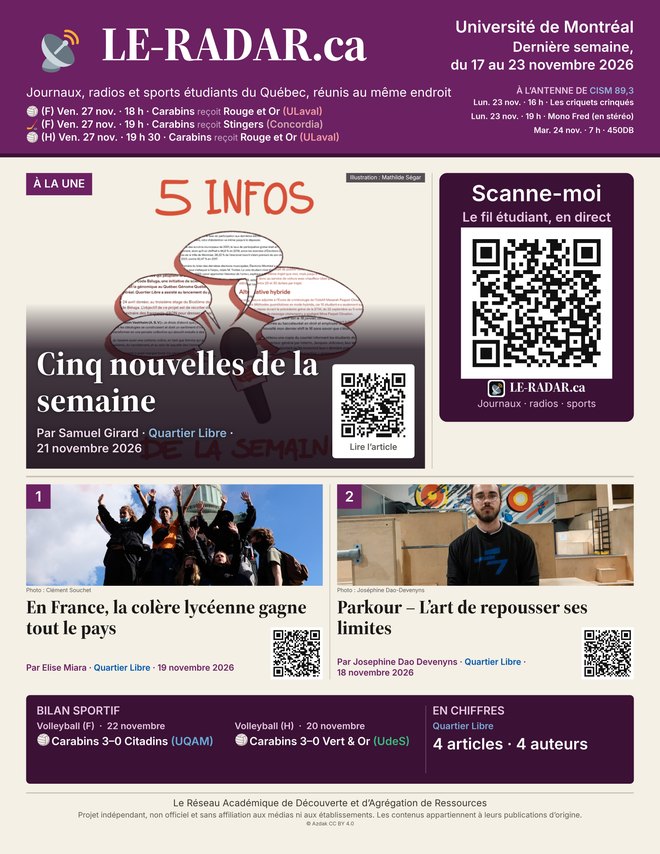 LE-RADAR.ca
Université de Montréal
Dernière semaine,
du 17 au 23 novembre 2026
Journaux, radios et sports étudiants du Québec, réunis au même endroit
(F) Ven. 27 nov. · 18 h · Carabins reçoit Rouge et Or (ULaval)
(F) Ven. 27 nov. · 19 h · Carabins reçoit Stingers (Concordia)
(H) Ven. 27 nov. · 19 h 30 · Carabins reçoit Rouge et Or (ULaval)
À L'ANTENNE DE CISM 89,3
Lun. 23 nov. · 16 h · Les criquets crinqués
Lun. 23 nov. · 19 h · Mono Fred (en stéréo)
Mar. 24 nov. · 7 h · 450DB
À LA UNE
Illustration : Mathilde Ségar
5 INFOS
DE LA SEMAINE
Cinq nouvelles de la
semaine
Par Samuel Girard · Quartier Libre ·
21 novembre 2026
Lire l'article
Scanne-moi
Le fil étudiant, en direct
LE-RADAR.ca
Journaux · radios · sports
1
Photo : Clément Souchet
En France, la colère lycéenne gagne
tout le pays
Par Elise Miara · Quartier Libre · 19 novembre 2026
2
Photo : Joséphine Dao-Devenyns
Parkour – L'art de repousser ses
limites
Par Josephine Dao Devenyns · Quartier Libre ·
18 novembre 2026
BILAN SPORTIF
Volleyball (F) · 22 novembre
Carabins 3–0 Citadins (UQAM)
Volleyball (H) · 20 novembre
Carabins 3–0 Vert & Or (UdeS)
EN CHIFFRES
Quartier Libre
4 articles · 4 auteurs
Le Réseau Académique de Découverte et d'Agrégation de Ressources
Projet indépendant, non officiel et sans affiliation aux médias ni aux établissements. Les contenus appartiennent à leurs publications d'origine.
© Azdak CC BY 4.0